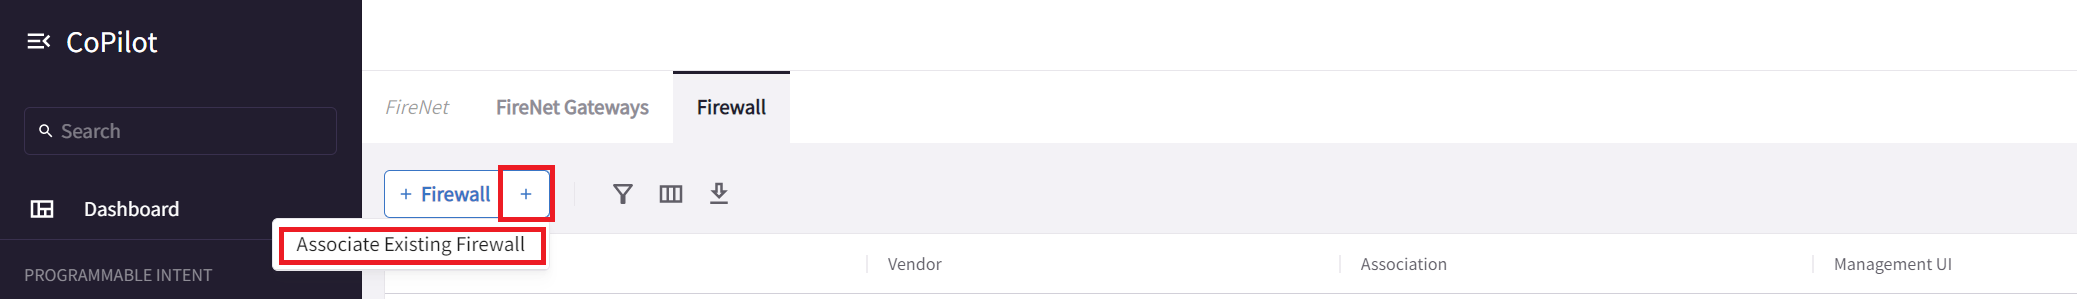 CoPilot
Search
Dashboard
PROGRAMMABLE INTENT
FireNet FireNet Gateways Firewall
+ Firewall +
Associate Existing Firewall
Vendor Association Management UI